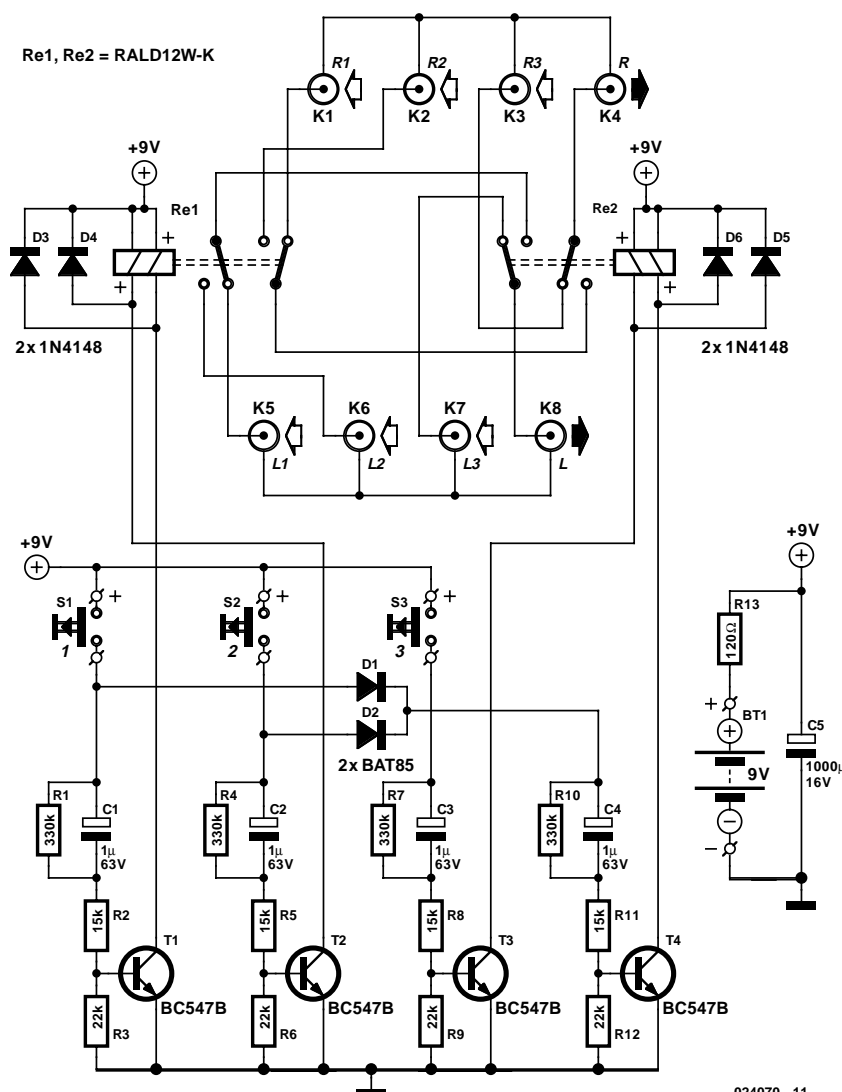 Re1, Re2 = RALD12W-K
R1
R2
R3
R
K1
K2
K3
K4
+9V
+9V
Re1
Re2
D3
D4
D6
D5
+
+
+
+
2x 1N4148
2x 1N4148
K5
K6
K7
K8
L1
L2
L3
L
+9V
+9V
S1
+
S2
+
S3
+
1
2
3
R13
120Ω
D1
D2
2x BAT85
+
BT1
9V
C5
1000µ
16V
R1
330k
C1
1µ
63V
R4
330k
C2
1µ
63V
R7
330k
C3
1µ
63V
R10
330k
C4
1µ
63V
–
15k
R2
15k
R5
15k
R8
15k
R11
T1
T2
T3
T4
BC547B
BC547B
BC547B
BC547B
22k
R3
22k
R6
22k
R9
22k
R12